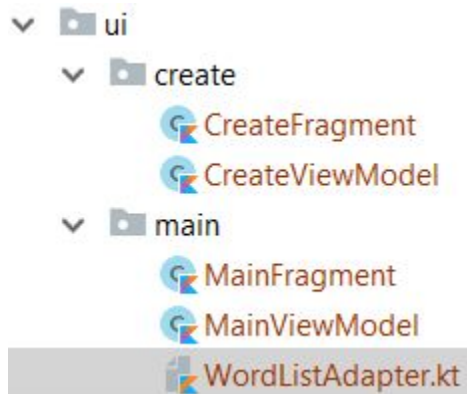 ui
create
CreateFragment
CreateViewModel
main
MainFragment
MainViewModel
WordListAdapter.kt